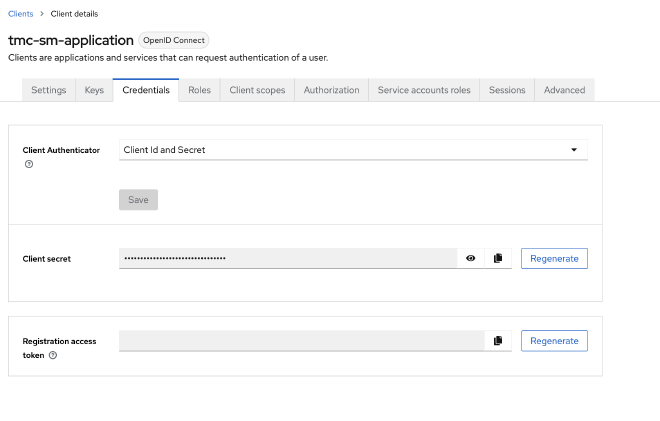 Clients > Client details
tmc-sm-application OpenID Connect
Clients are applications and services that can request authentication of a user.
Settings Keys Credentials Roles Client scopes Authorization Service accounts roles Sessions Advanced
Client Authenticator
Client Id and Secret
Save
Client secret
••••••••••••••••••••••••••••••••
Regenerate
Registration access
token
Regenerate